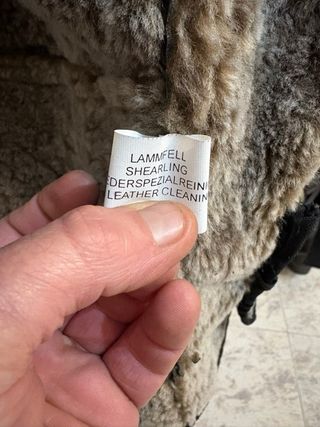 LAMMFELL
SHEARLING
EDERSPEZIALREINI
LEATHER CLEANIN